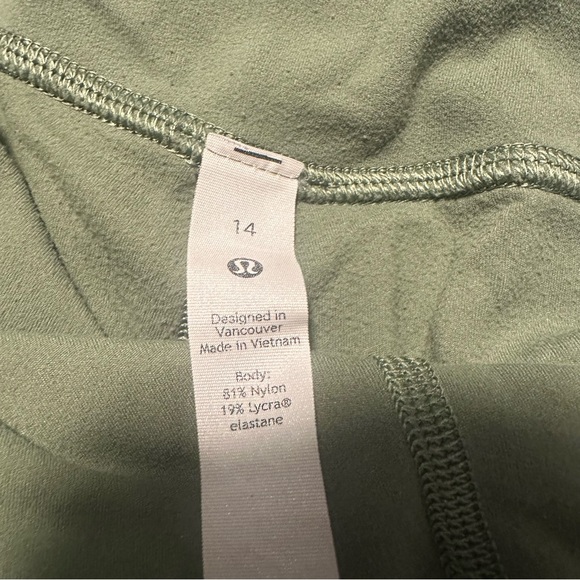 14
Designed in
Vancouver
Made in Vietnam
Body:
81% Nylon
19% Lycra®
elastane